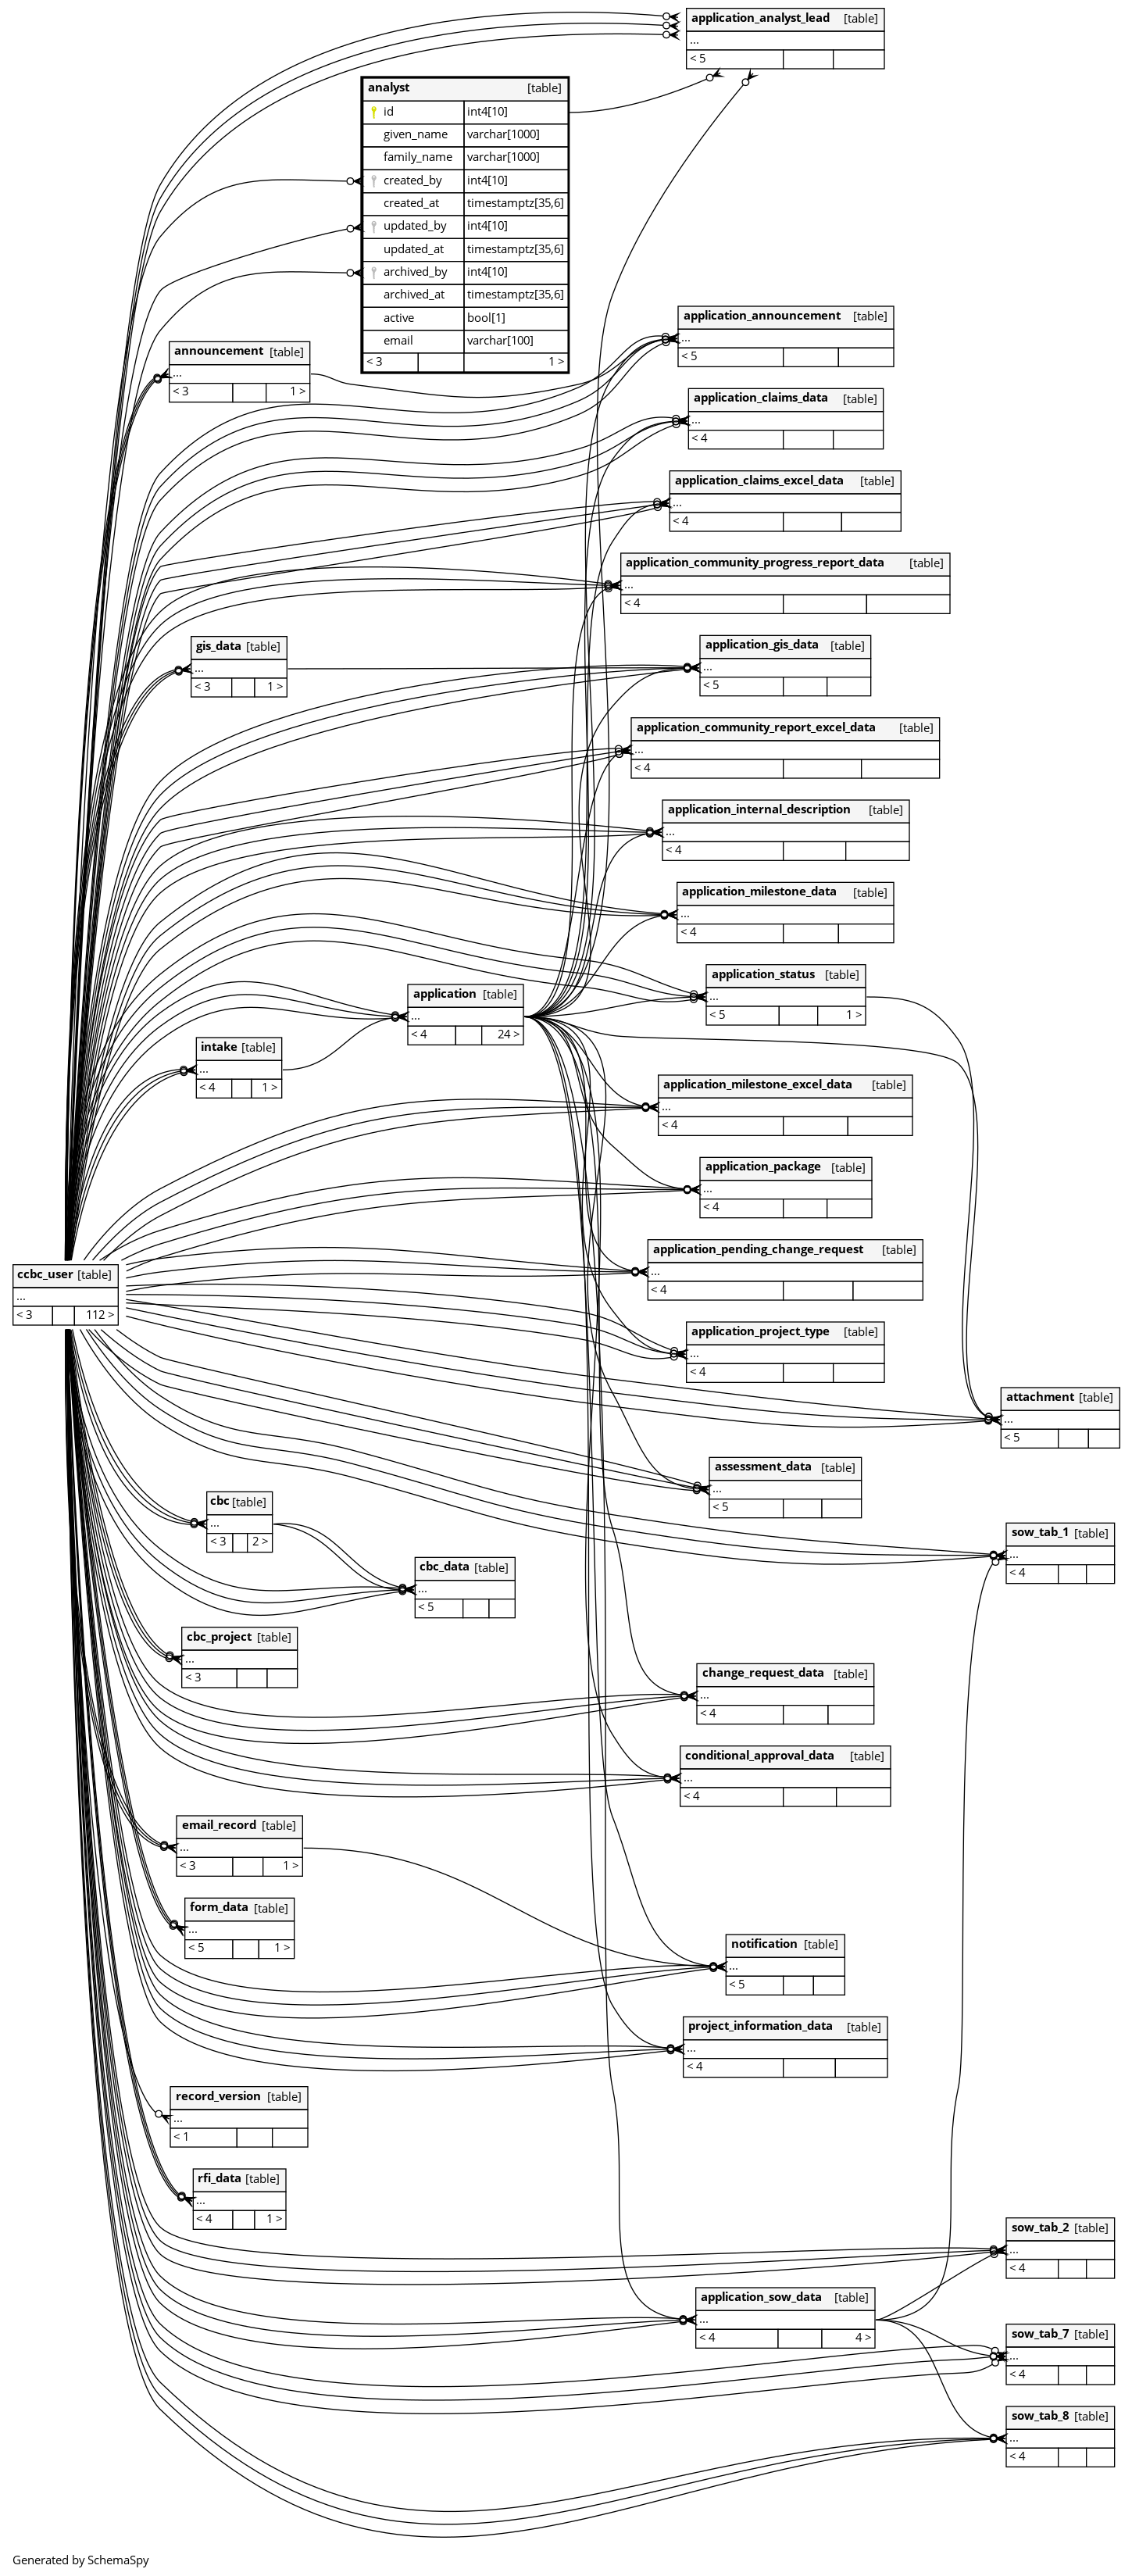 application_analyst_lead [table]
...
< 5
analyst [table]
id int4[10]
given_name varchar[1000]
family_name varchar[1000]
created_by int4[10]
created_at timestamptz[35,6]
updated_by int4[10]
updated_at timestamptz[35,6]
archived_by int4[10]
archived_at timestamptz[35,6]
active bool[1]
email varchar[100]
< 3 1 >
application_announcement [table]
...
< 5
announcement [table]
...
< 3 1 >
application_claims_data [table]
...
< 4
application_claims_excel_data [table]
...
< 4
application_community_progress_report_data [table]
...
< 4
gis_data [table]
...
< 3 1 >
application_gis_data [table]
...
< 5
application_community_report_excel_data [table]
...
< 4
application_internal_description [table]
...
< 4
application_milestone_data [table]
...
< 4
application_status [table]
...
< 5 1 >
application [table]
...
< 4 24 >
intake [table]
...
< 4 1 >
application_milestone_excel_data [table]
...
< 4
application_package [table]
...
< 4
application_pending_change_request [table]
...
< 4
ccbc_user [table]
...
< 3 112 >
application_project_type [table]
...
< 4
attachment [table]
...
< 5
assessment_data [table]
...
< 5
cbc [table]
...
< 3 2 >
sow_tab_1 [table]
...
< 4
cbc_data [table]
...
< 5
cbc_project [table]
...
< 3
change_request_data [table]
...
< 4
conditional_approval_data [table]
...
< 4
email_record [table]
...
< 3 1 >
form_data [table]
...
< 5 1 >
notification [table]
...
< 5
project_information_data [table]
...
< 4
record_version [table]
...
< 1
rfi_data [table]
...
< 4 1 >
sow_tab_2 [table]
...
< 4
application_sow_data [table]
...
< 4 4 >
sow_tab_7 [table]
...
< 4
sow_tab_8 [table]
...
< 4
Generated by SchemaSpy